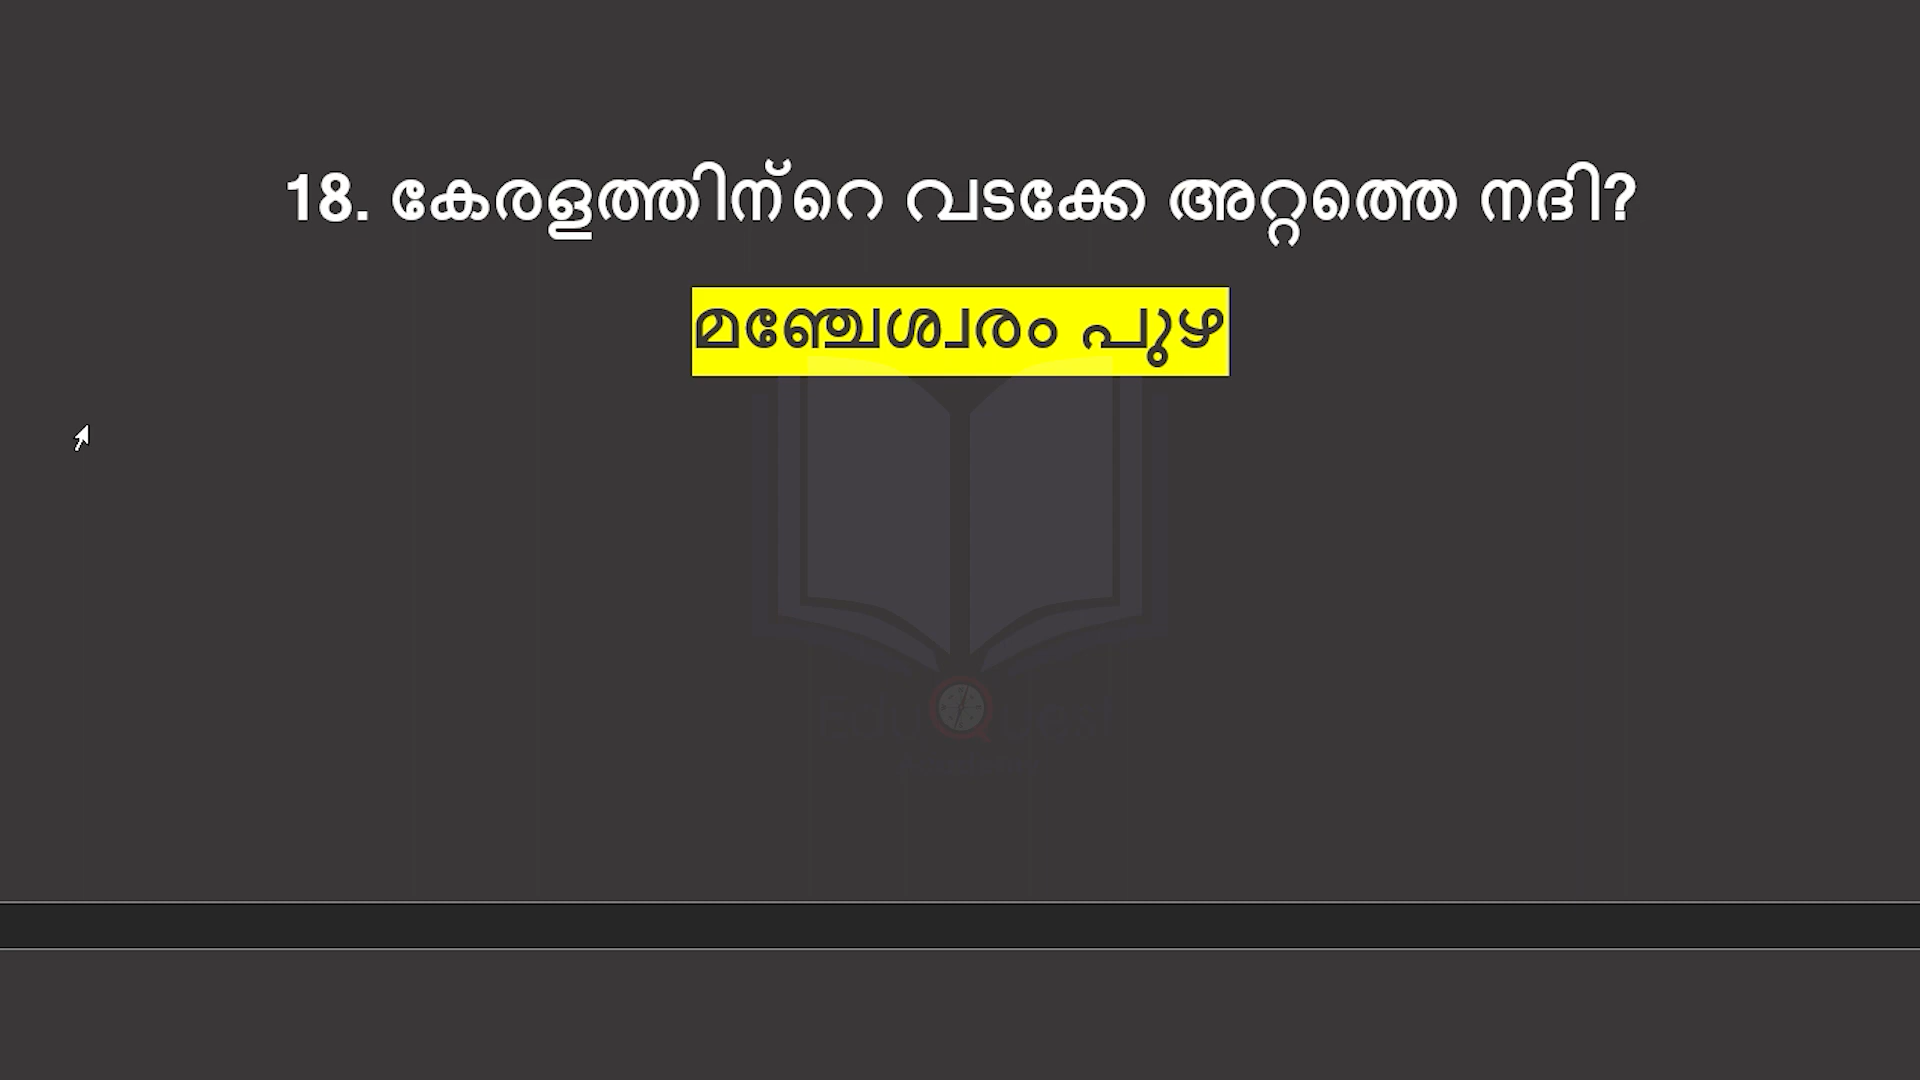 18. കേരളത്തിന്റെ വടക്കേ അറ്റത്തെ നദി?
മഞ്ചേശ്വരം പുഴ